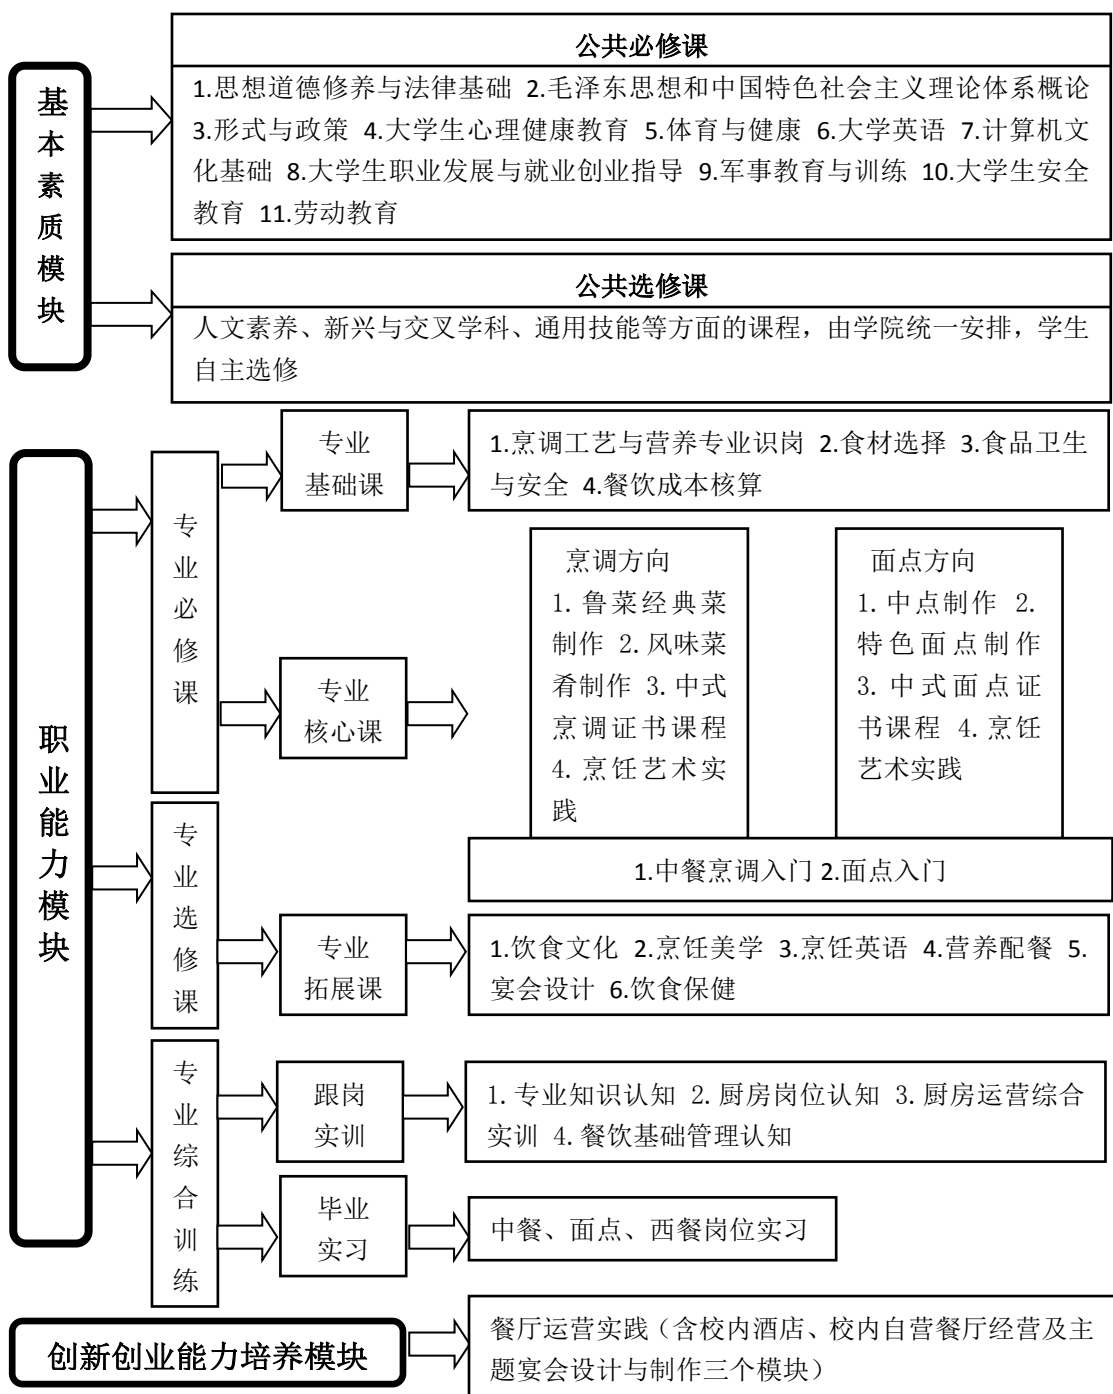 基本素质模块
公共必修课
1.思想道德修养与法律基础 2.毛泽东思想和中国特色社会主义理论体系概论
3.形式与政策 4.大学生心理健康教育 5.体育与健康 6.大学英语 7.计算机文
化基础 8.大学生职业发展与就业创业指导 9.军事教育与训练 10.大学生安全
教育 11.劳动教育
公共选修课
人文素养、新兴与交叉学科、通用技能等方面的课程，由学院统一安排，学生
自主选修
职业能力模块
专业必修课
专业
基础课
1.烹调工艺与营养专业识岗 2.食材选择 3.食品卫生
与安全 4.餐饮成本核算
专业
核心课
烹调方向
1.鲁菜经典菜
制作 2.风味菜
肴制作 3.中式
烹调证书课程
4.烹饪艺术实
践
面点方向
1.中点制作 2.
特色面点制作
3.中式面点证
书课程 4.烹饪
艺术实践
1.中餐烹调入门 2.面点入门
专业选修课
专业
拓展课
1.饮食文化 2.烹饪美学 3.烹饪英语 4.营养配餐 5.
宴会设计 6.饮食保健
专业综合训练
跟岗
实训
1.专业知识认知 2.厨房岗位认知 3.厨房运营综合
实训 4.餐饮基础管理认知
毕业
实习
中餐、面点、西餐岗位实习
创新创业能力培养模块
餐厅运营实践（含校内酒店、校内自营餐厅经营及主
题宴会设计与制作三个模块）